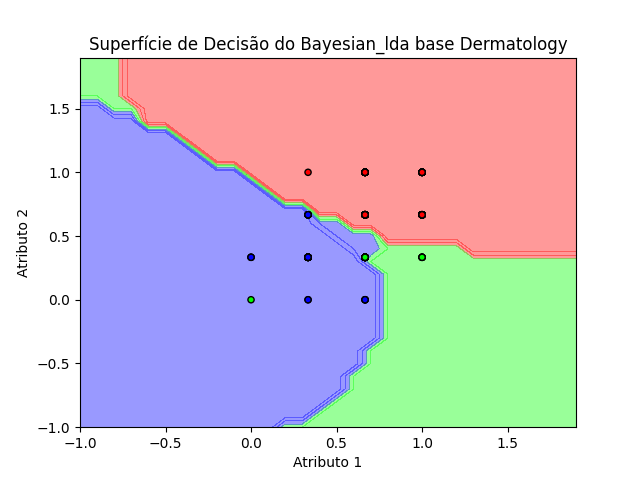 Superfície de Decisão do Bayesian_lda base Dermatology
Atributo 2
1.5
1.0
0.5
0.0
−0.5
−1.0
−1.0 −0.5 0.0 0.5 1.0 1.5
Atributo 1